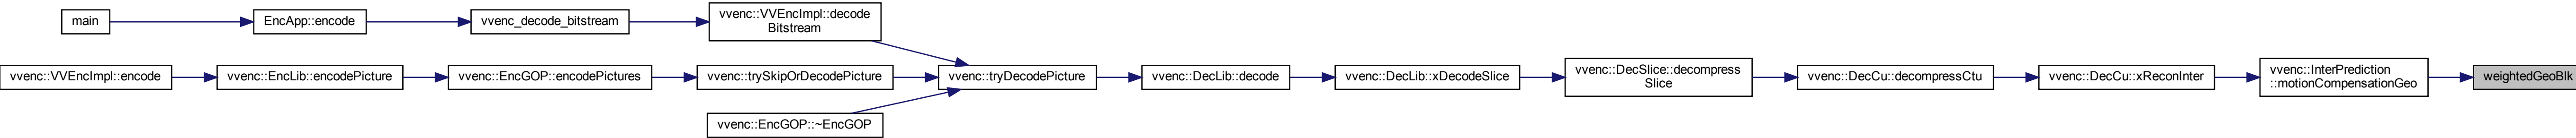 main
EncApp::encode
vvenc_decode_bitstream
vvenc::VVEncImpl::decode
Bitstream
vvenc::VVEncImpl::encode
vvenc::EncLib::encodePicture
vvenc::EncGOP::encodePictures
vvenc::trySkipOrDecodePicture
vvenc::EncGOP::~EncGOP
vvenc::tryDecodePicture
vvenc::DecLib::decode
vvenc::DecLib::xDecodeSlice
vvenc::DecSlice::decompress
Slice
vvenc::DecCu::decompressCtu
vvenc::DecCu::xReconInter
vvenc::InterPrediction
::motionCompensationGeo
weightedGeoBlk